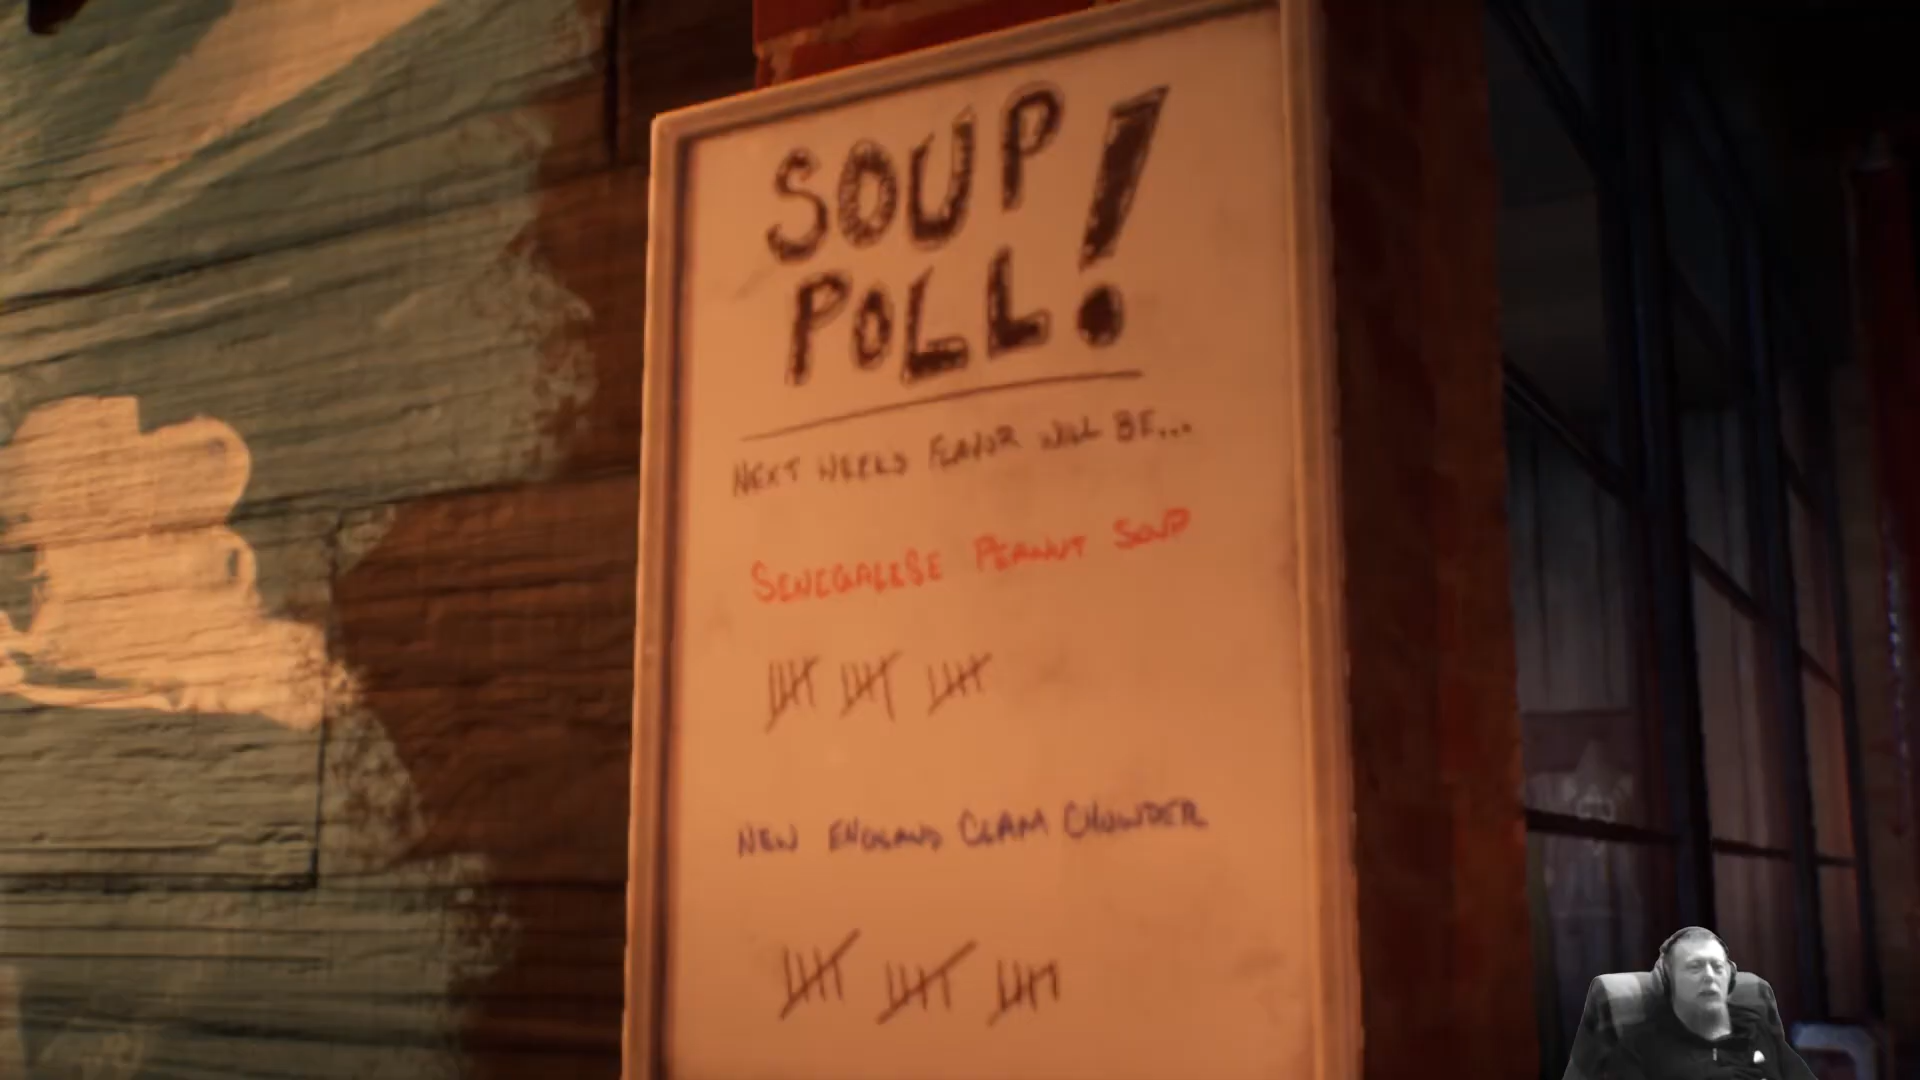 SOUP
POLL!
NEXT WEEKS FLAVOR WILL BE...
SENEGALESE PEANUT SOUP
NEW ENGLAND CLAM CHOWDER